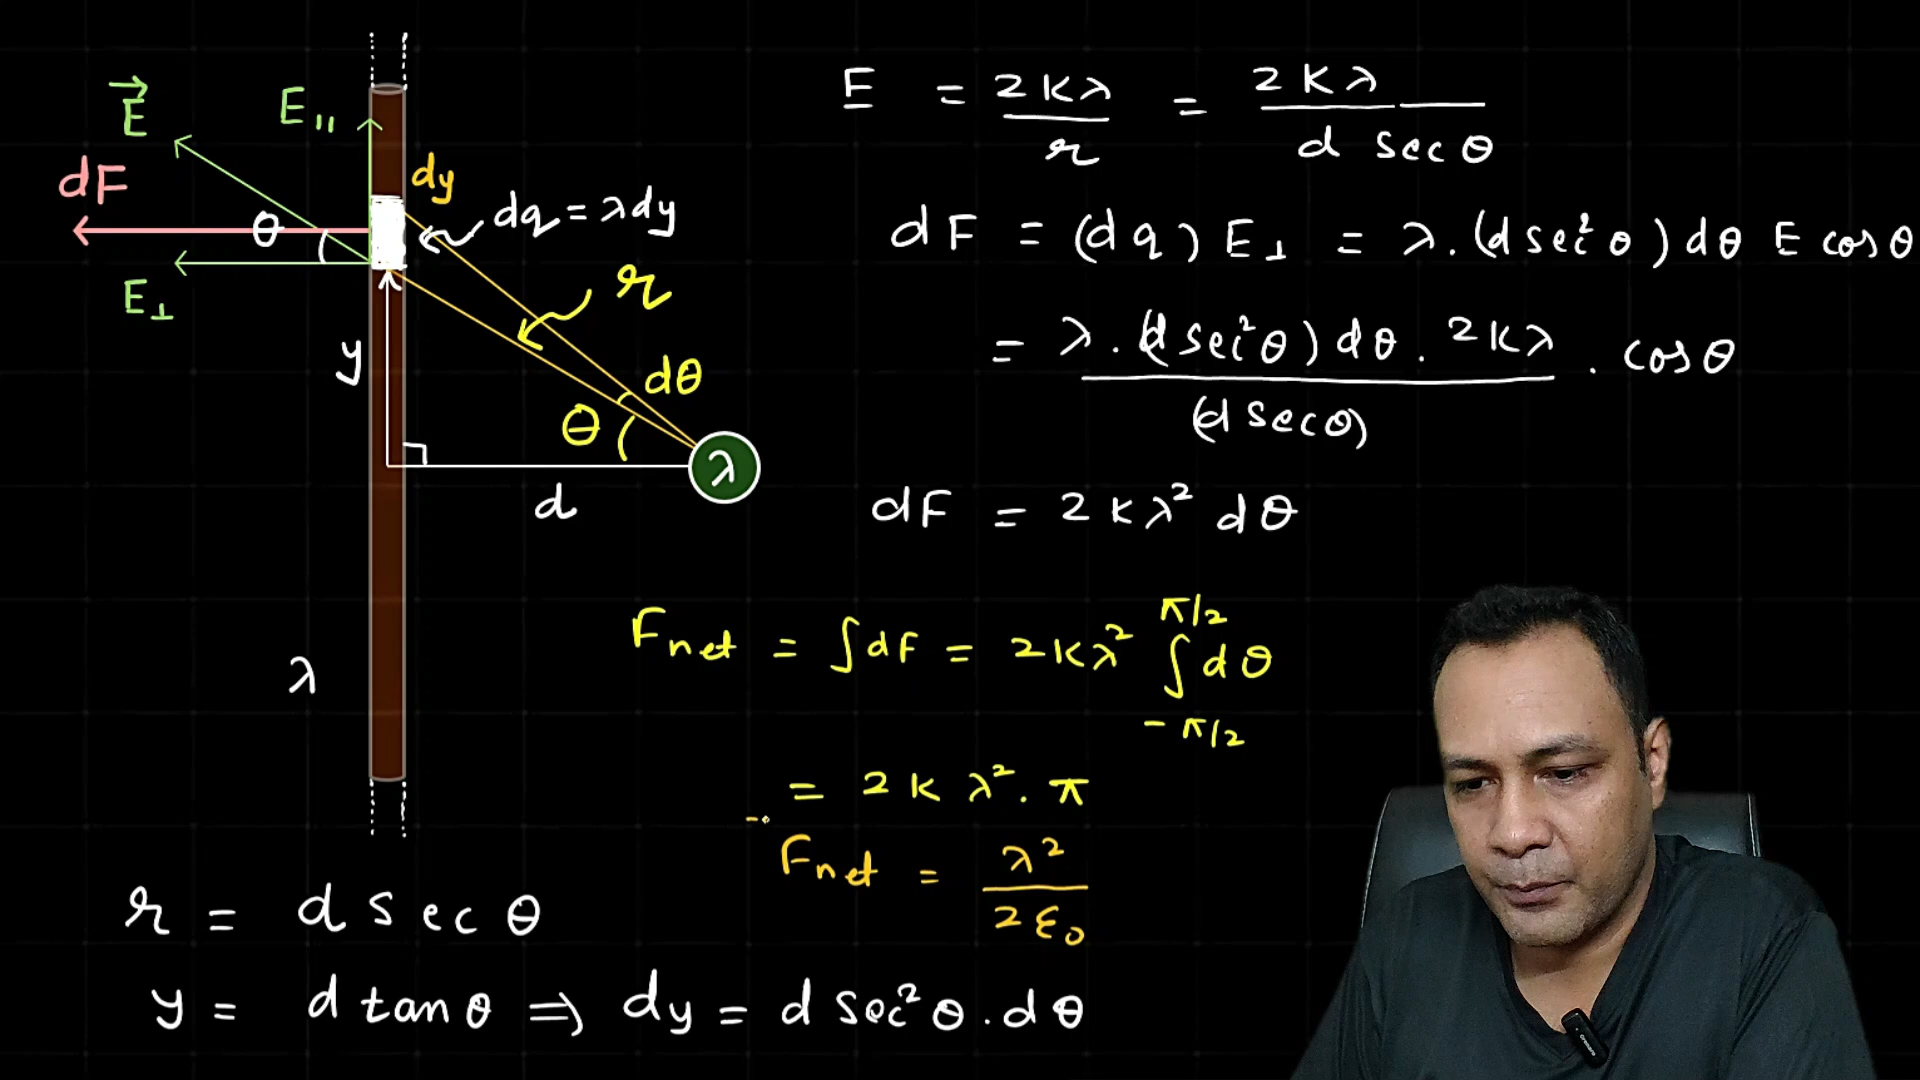 E⃗
E₁₁
dF
θ
E⊥
dy
dq = λdy
r
y
dθ
θ
λ
d
λ
E = 2Kλ / r = 2Kλ / d secθ
dF = (dq) E⊥ = λ.(d sec²θ) dθ E cosθ
= λ.(d sec²θ) dθ . 2Kλ / (d secθ) . cosθ
dF = 2Kλ² dθ
Fnet = ∫dF = 2Kλ² ∫ dθ
π/2
-π/2
= 2Kλ².π
Fnet = λ² / 2ε₀
r = d secθ
y = d tanθ ⇒ dy = d sec²θ.dθ